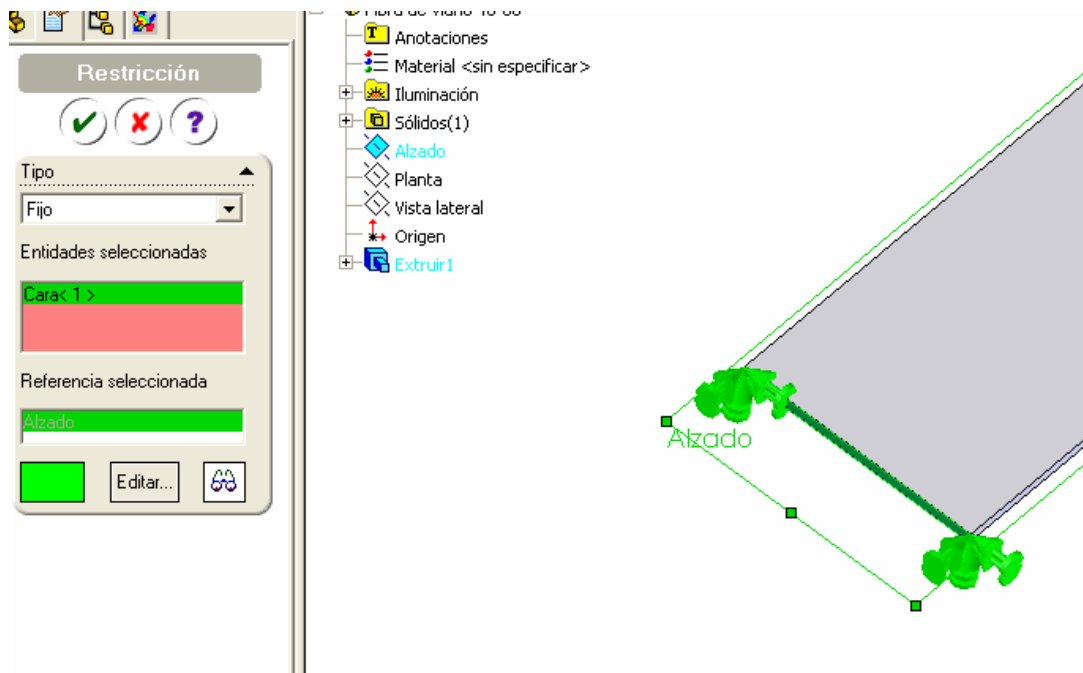 Restricción
?
Tipo
Fijo
Entidades seleccionadas
Cara< 1 >
Referencia seleccionada
Alzado
Editar...
T Anotaciones
Material <sin especificar>
Iluminación
Sólidos(1)
Alzado
Planta
Vista lateral
Origen
Extruir1
Alzado